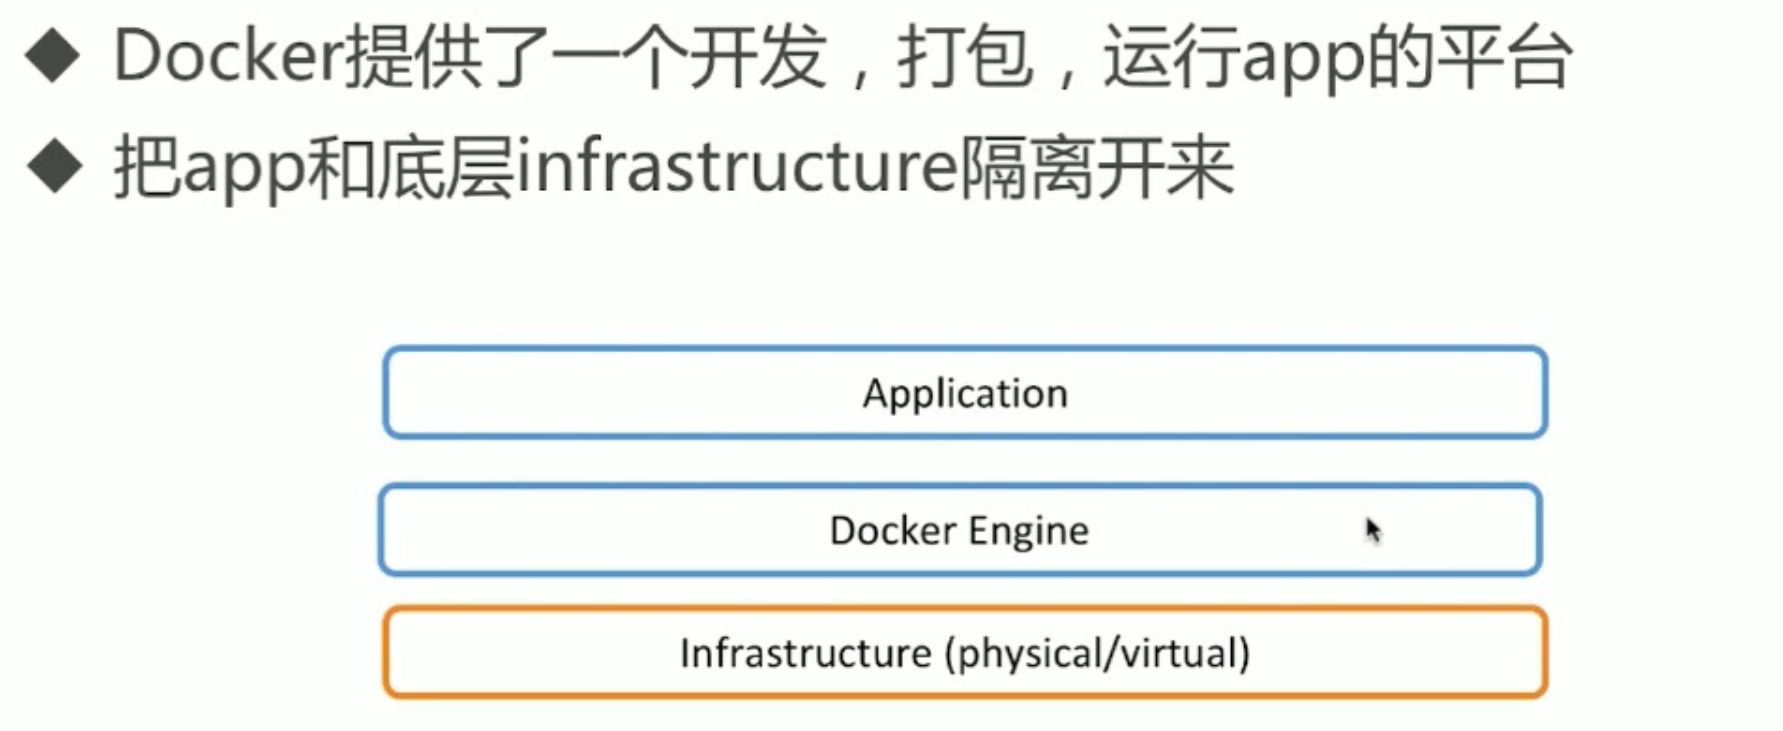 ◆ Docker提供了一个开发，打包，运行app的平台
◆ 把app和底层infrastructure隔离开来
Application
Docker Engine
Infrastructure (physical/virtual)